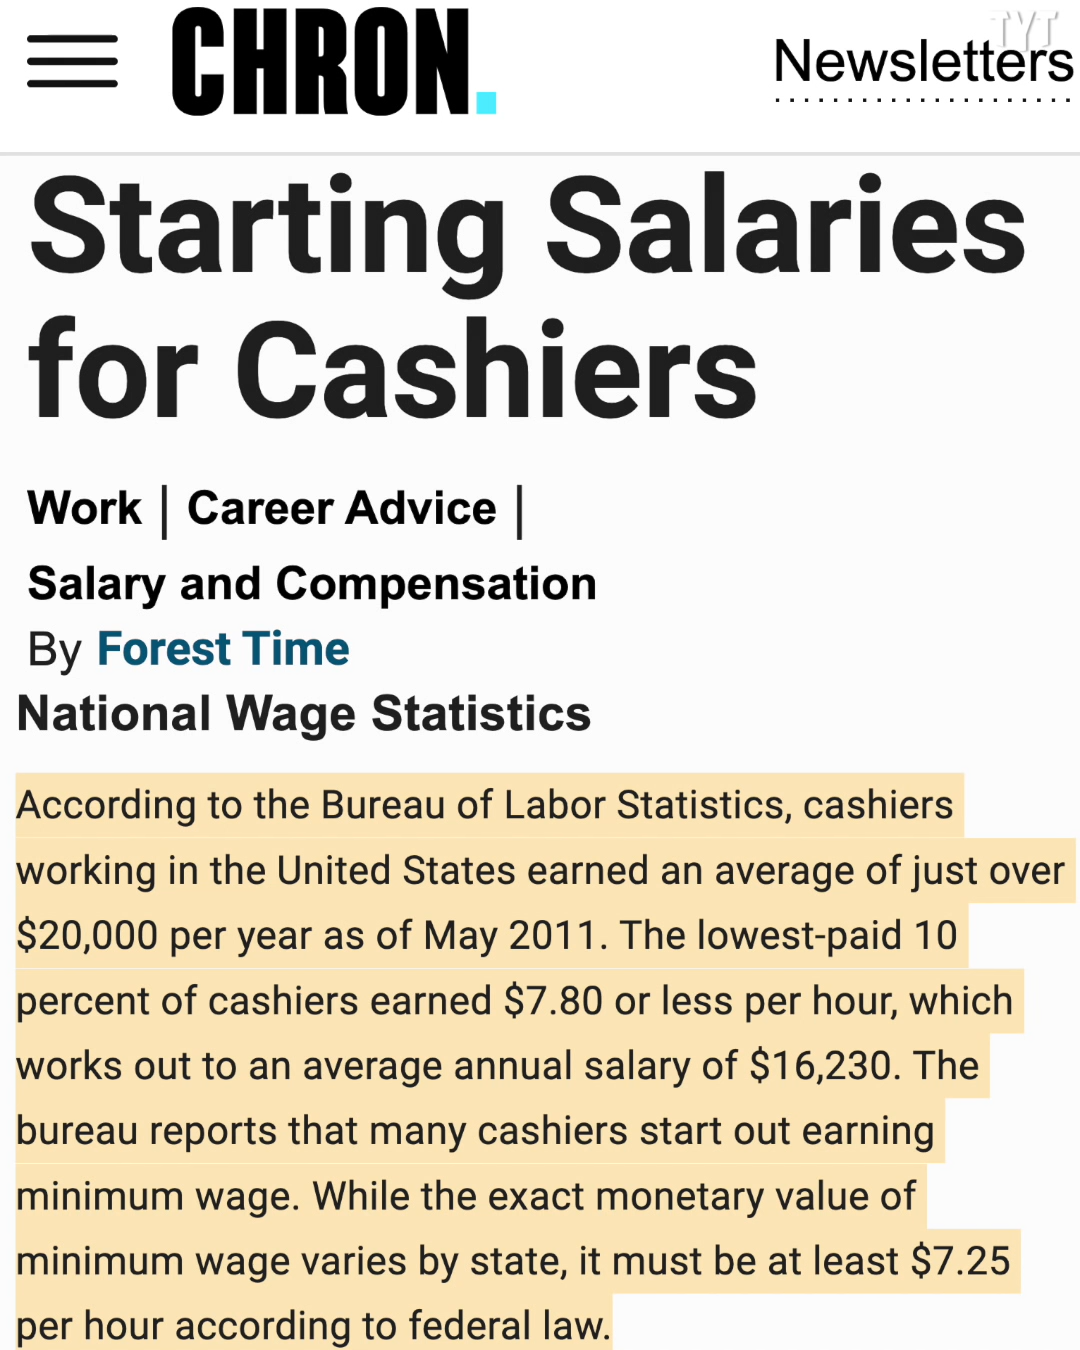 TYT
CHRON.
Newsletters
Starting Salaries
for Cashiers
Work | Career Advice |
Salary and Compensation
By Forest Time
National Wage Statistics
According to the Bureau of Labor Statistics, cashiers
working in the United States earned an average of just over
$20,000 per year as of May 2011. The lowest-paid 10
percent of cashiers earned $7.80 or less per hour, which
works out to an average annual salary of $16,230. The
bureau reports that many cashiers start out earning
minimum wage. While the exact monetary value of
minimum wage varies by state, it must be at least $7.25
per hour according to federal law.